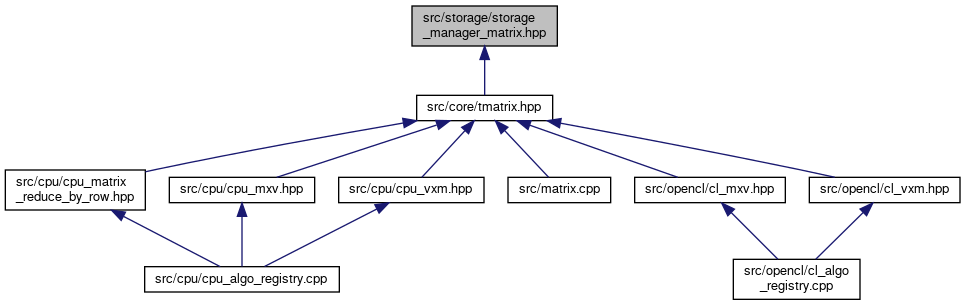 src/storage/storage
_manager_matrix.hpp
src/core/tmatrix.hpp
src/cpu/cpu_matrix
_reduce_by_row.hpp
src/cpu/cpu_mxv.hpp
src/cpu/cpu_vxm.hpp
src/matrix.cpp
src/opencl/cl_mxv.hpp
src/opencl/cl_vxm.hpp
src/cpu/cpu_algo_registry.cpp
src/opencl/cl_algo
_registry.cpp